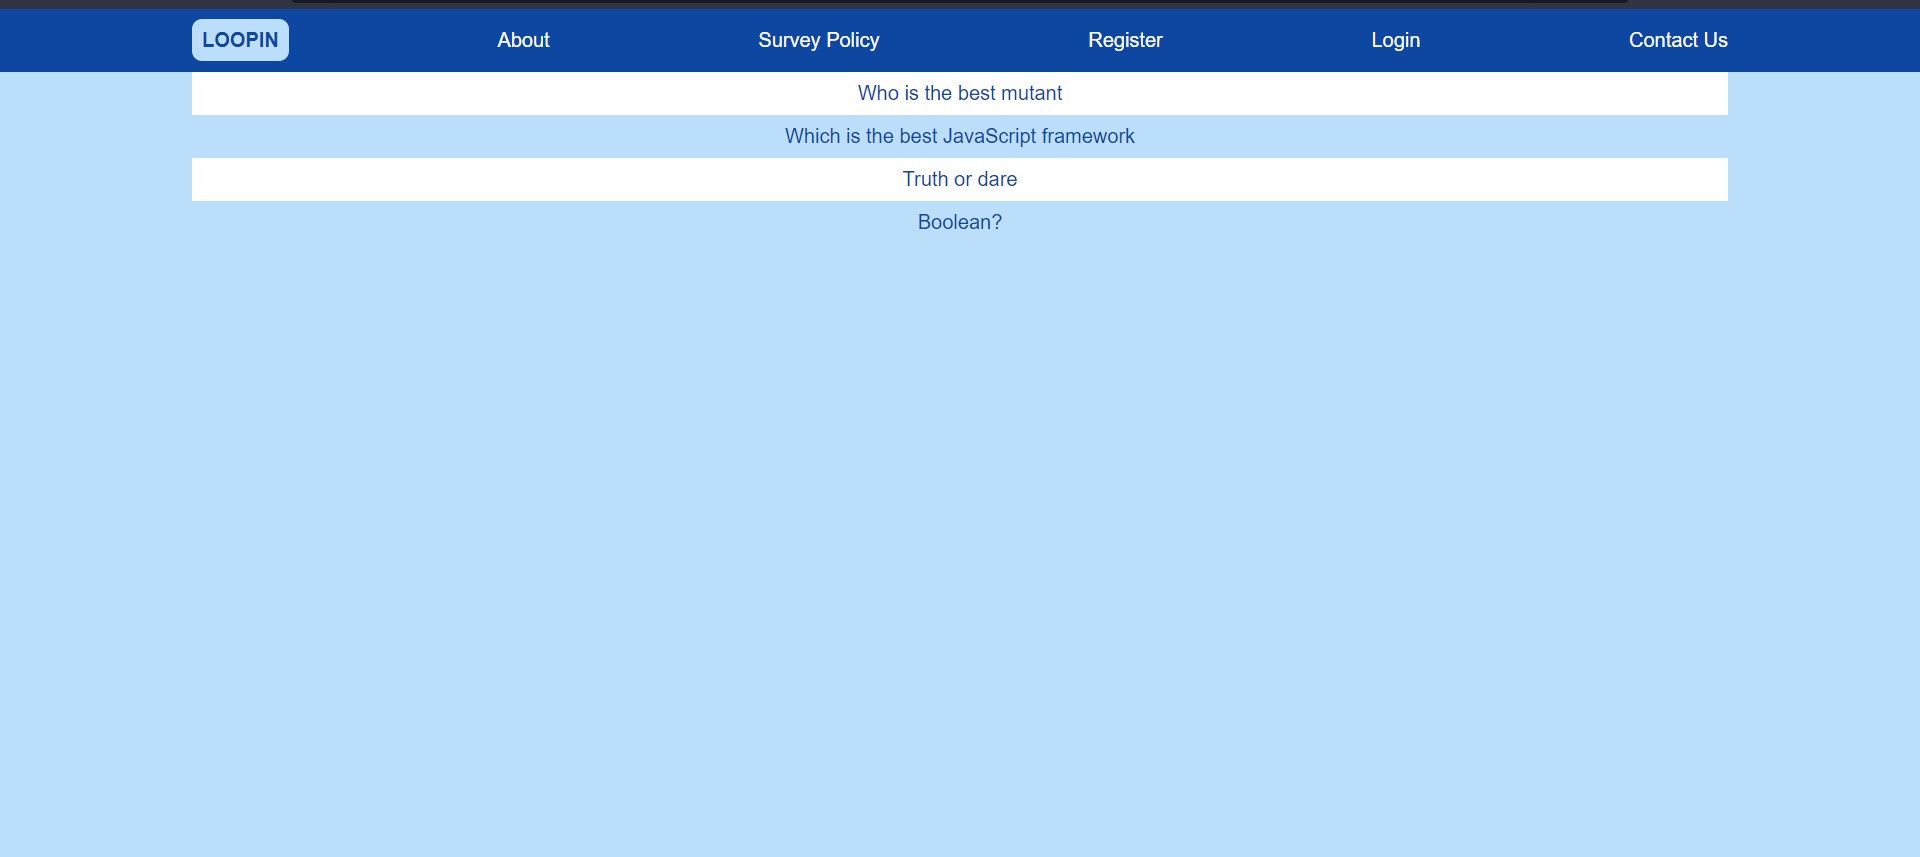 LOOPIN About Survey Policy Register Login Contact Us
Who is the best mutant
Which is the best JavaScript framework
Truth or dare
Boolean?